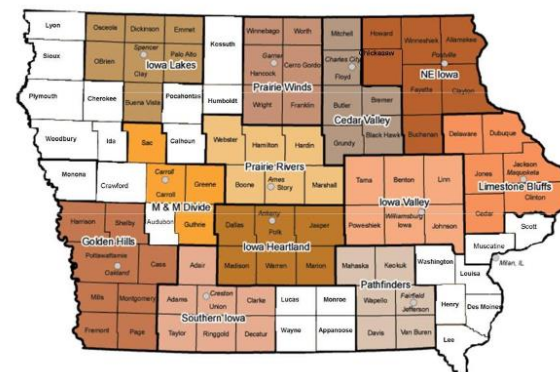 Lyon
Osceola
Dickinson
Emmet
Kossuth
Winnebago
Worth
Mitchell
Howard
Winneshiek
Allamakee
Sioux
OBrien
Spencer
Clay
Palo Alto
Iowa Lakes
Garner
Hancock
Cerro Gordo
Charles City
Floyd
Chickasaw
Postville
NE Iowa
Plymouth
Cherokee
Buena Vista
Pocahontas
Humboldt
Prairie Winds
Wright
Franklin
Butler
Bremer
Fayette
Clayton
Cedar Valley
Woodbury
Ida
Sac
Calhoun
Webster
Hamilton
Hardin
Grundy
Black Hawk
Buchanan
Delaware
Dubuque
Prairie Rivers
Monona
Crawford
Carroll
Carroll
Greene
Boone
Ames
Story
Marshall
Tama
Benton
Linn
Jones
Jackson
Maquoketa
Clinton
Limestone Bluffs
M & M Divide
Iowa Valley
Harrison
Shelby
Audubon
Guthrie
Dallas
Ankeny
Polk
Jasper
Poweshiek
Williamsburg
Iowa
Johnson
Cedar
Scott
Golden Hills
Iowa Heartland
Muscatine
Pottawattamie
Oakland
Cass
Adair
Madison
Warren
Marion
Mahaska
Keokuk
Washington
Louisa
Milan, IL
Pathfinders
Mills
Montgomery
Adams
Creston
Union
Clarke
Lucas
Monroe
Wapello
Fairfield
Jefferson
Henry
Des Moines
Southern Iowa
Fremont
Page
Taylor
Ringgold
Decatur
Wayne
Appanoose
Davis
Van Buren
Lee